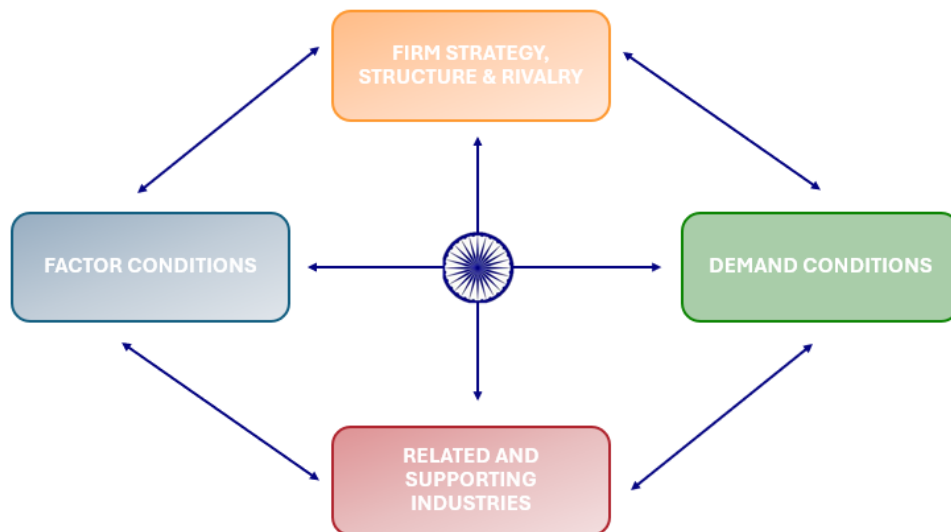 FIRM STRATEGY,
STRUCTURE & RIVALRY
FACTOR CONDITIONS
DEMAND CONDITIONS
RELATED AND
SUPPORTING
INDUSTRIES